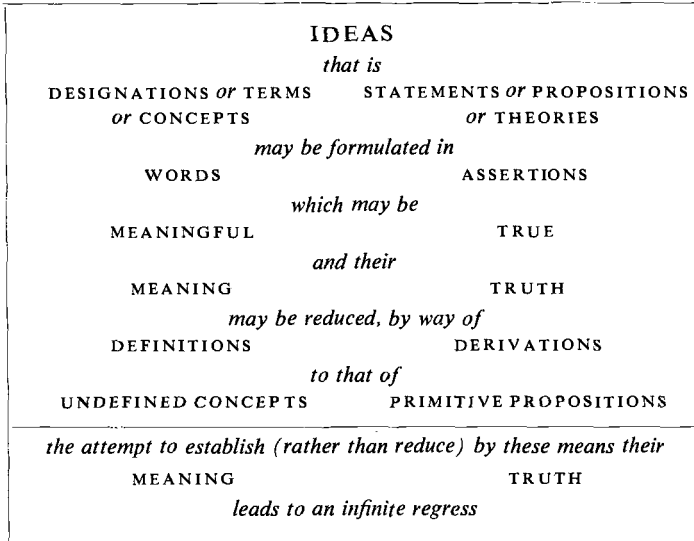 IDEAS
that is
DESIGNATIONS or TERMS STATEMENTS or PROPOSITIONS
or CONCEPTS or THEORIES
may be formulated in
WORDS ASSERTIONS
which may be
MEANINGFUL TRUE
and their
MEANING TRUTH
may be reduced, by way of
DEFINITIONS DERIVATIONS
to that of
UNDEFINED CONCEPTS PRIMITIVE PROPOSITIONS
the attempt to establish (rather than reduce) by these means their
MEANING TRUTH
leads to an infinite regress